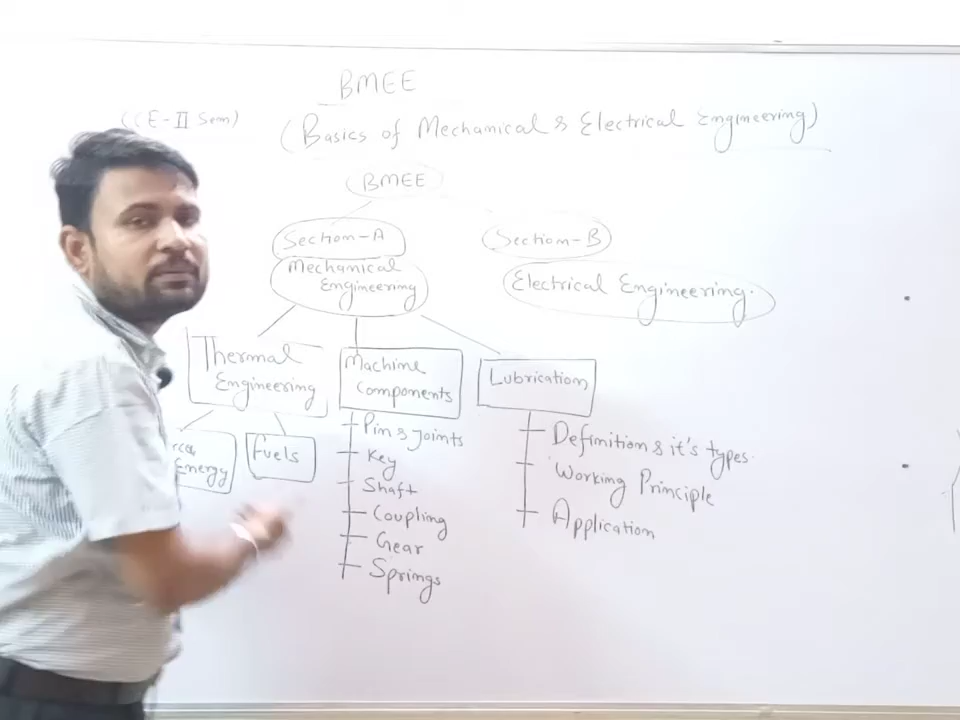 BMEE
(CE-II Sem)
(Basics of Mechanical & Electrical Engineering)
BMEE
Section-A
Section-B
Mechanical
Engineering
Electrical Engineering.
Thermal
Engineering
Machine
Components
Lubrication
Energy
Fuels
Pin & Joints
Key
Shaft
Coupling
Gear
Springs
Definition & it's types.
Working Principle
Application